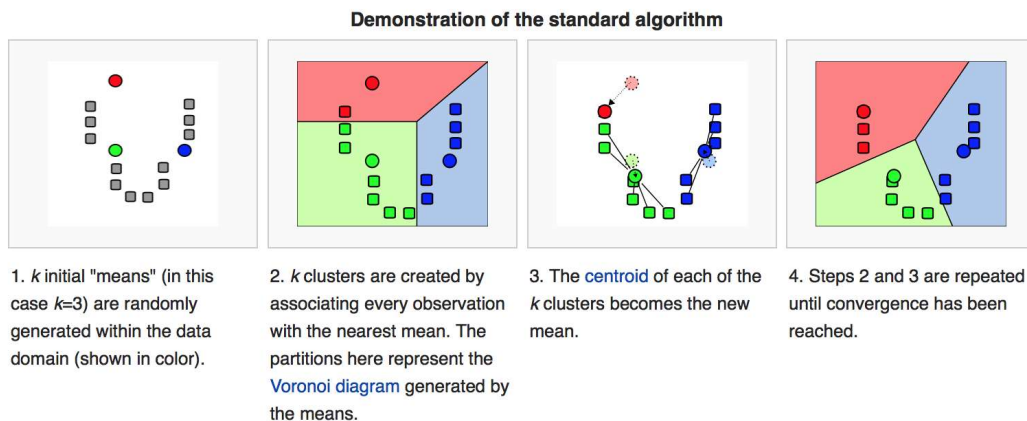 Demonstration of the standard algorithm
1. k initial "means" (in this
case k=3) are randomly
generated within the data
domain (shown in color).
2. k clusters are created by
associating every observation
with the nearest mean. The
partitions here represent the
Voronoi diagram generated by
the means.
3. The centroid of each of the
k clusters becomes the new
mean.
4. Steps 2 and 3 are repeated
until convergence has been
reached.